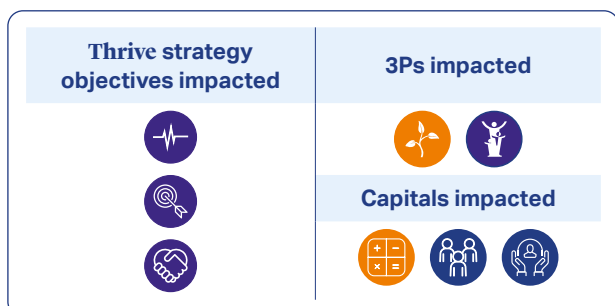 Thrive strategy
objectives impacted
3Ps impacted
Capitals impacted